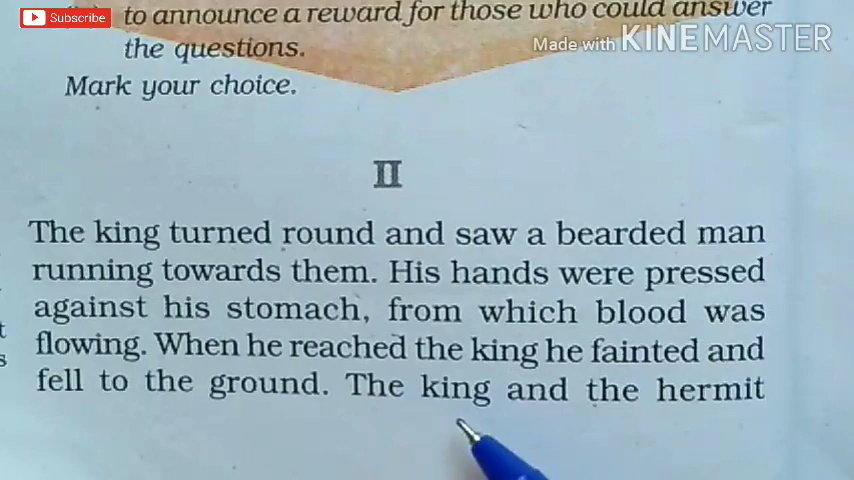 Subscribe
to announce a reward for those who could answer
the questions.
Made with KINEMASTER
Mark your choice.
II
The king turned round and saw a bearded man
running towards them. His hands were pressed
against his stomach, from which blood was
flowing. When he reached the king he fainted and
fell to the ground. The king and the hermit